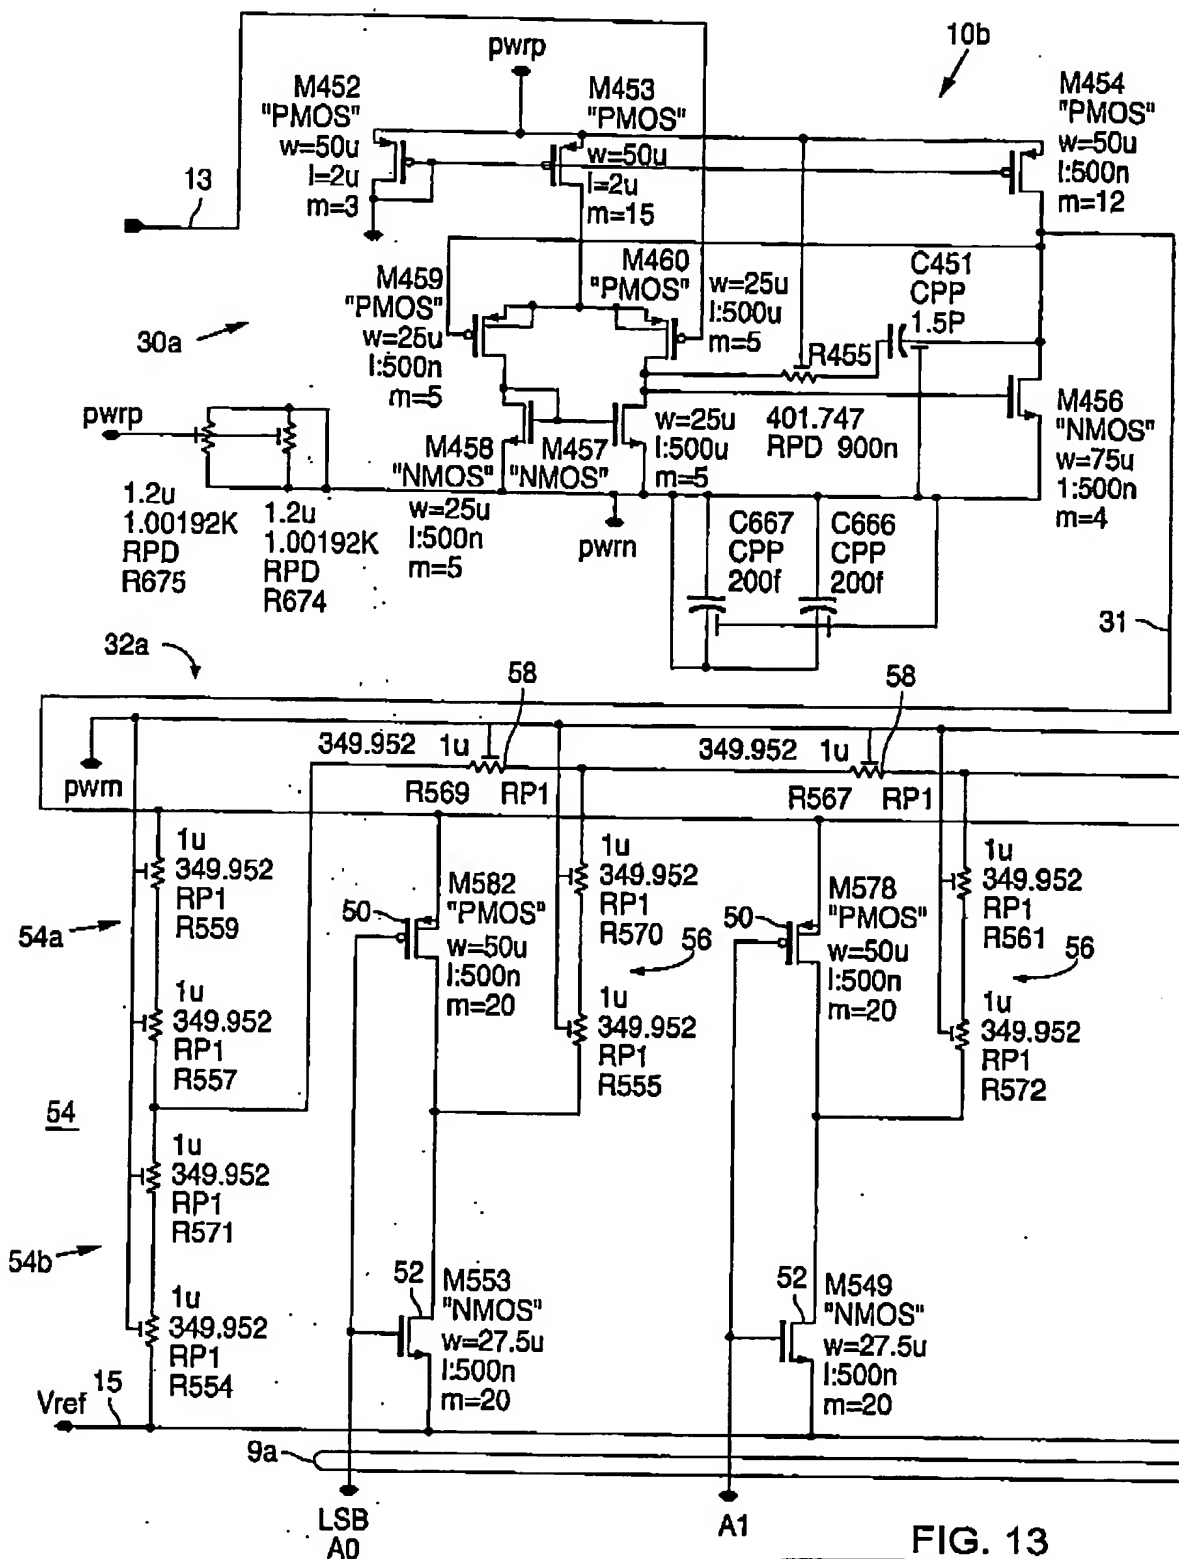 10b
pwrp
M452
"PMOS"
w=50u
l=2u
m=3
M453
"PMOS"
w=50u
l=2u
m=15
M454
"PMOS"
w=50u
l:500n
m=12
13
M459
"PMOS"
w=25u
l:500n
m=5
M460
"PMOS"
w=25u
l:500u
m=5
C451
CPP
1.5P
30a
R455
401.747
RPD 900n
pwrp
M458
"NMOS"
w=25u
l:500n
m=5
M457
"NMOS"
w=25u
l:500u
m=5
M456
"NMOS"
w=75u
1:500n
m=4
1.2u
1.00192K
RPD
R675
1.2u
1.00192K
RPD
R674
pwrn
C667
CPP
200f
C666
CPP
200f
31
32a
58
58
pwrn
349.952
1u
R569
RP1
349.952
1u
R567
RP1
1u
349.952
RP1
R559
54a
50
M582
"PMOS"
w=50u
l:500n
m=20
1u
349.952
RP1
R570
56
50
M578
"PMOS"
w=50u
l:500n
m=20
1u
349.952
RP1
R561
56
1u
349.952
RP1
R557
1u
349.952
RP1
R555
1u
349.952
RP1
R572
54
1u
349.952
RP1
R571
54b
1u
349.952
RP1
R554
52
M553
"NMOS"
w=27.5u
l:500n
m=20
52
M549
"NMOS"
w=27.5u
l:500n
m=20
Vref
15
9a
LSB
A0
A1
FIG. 13